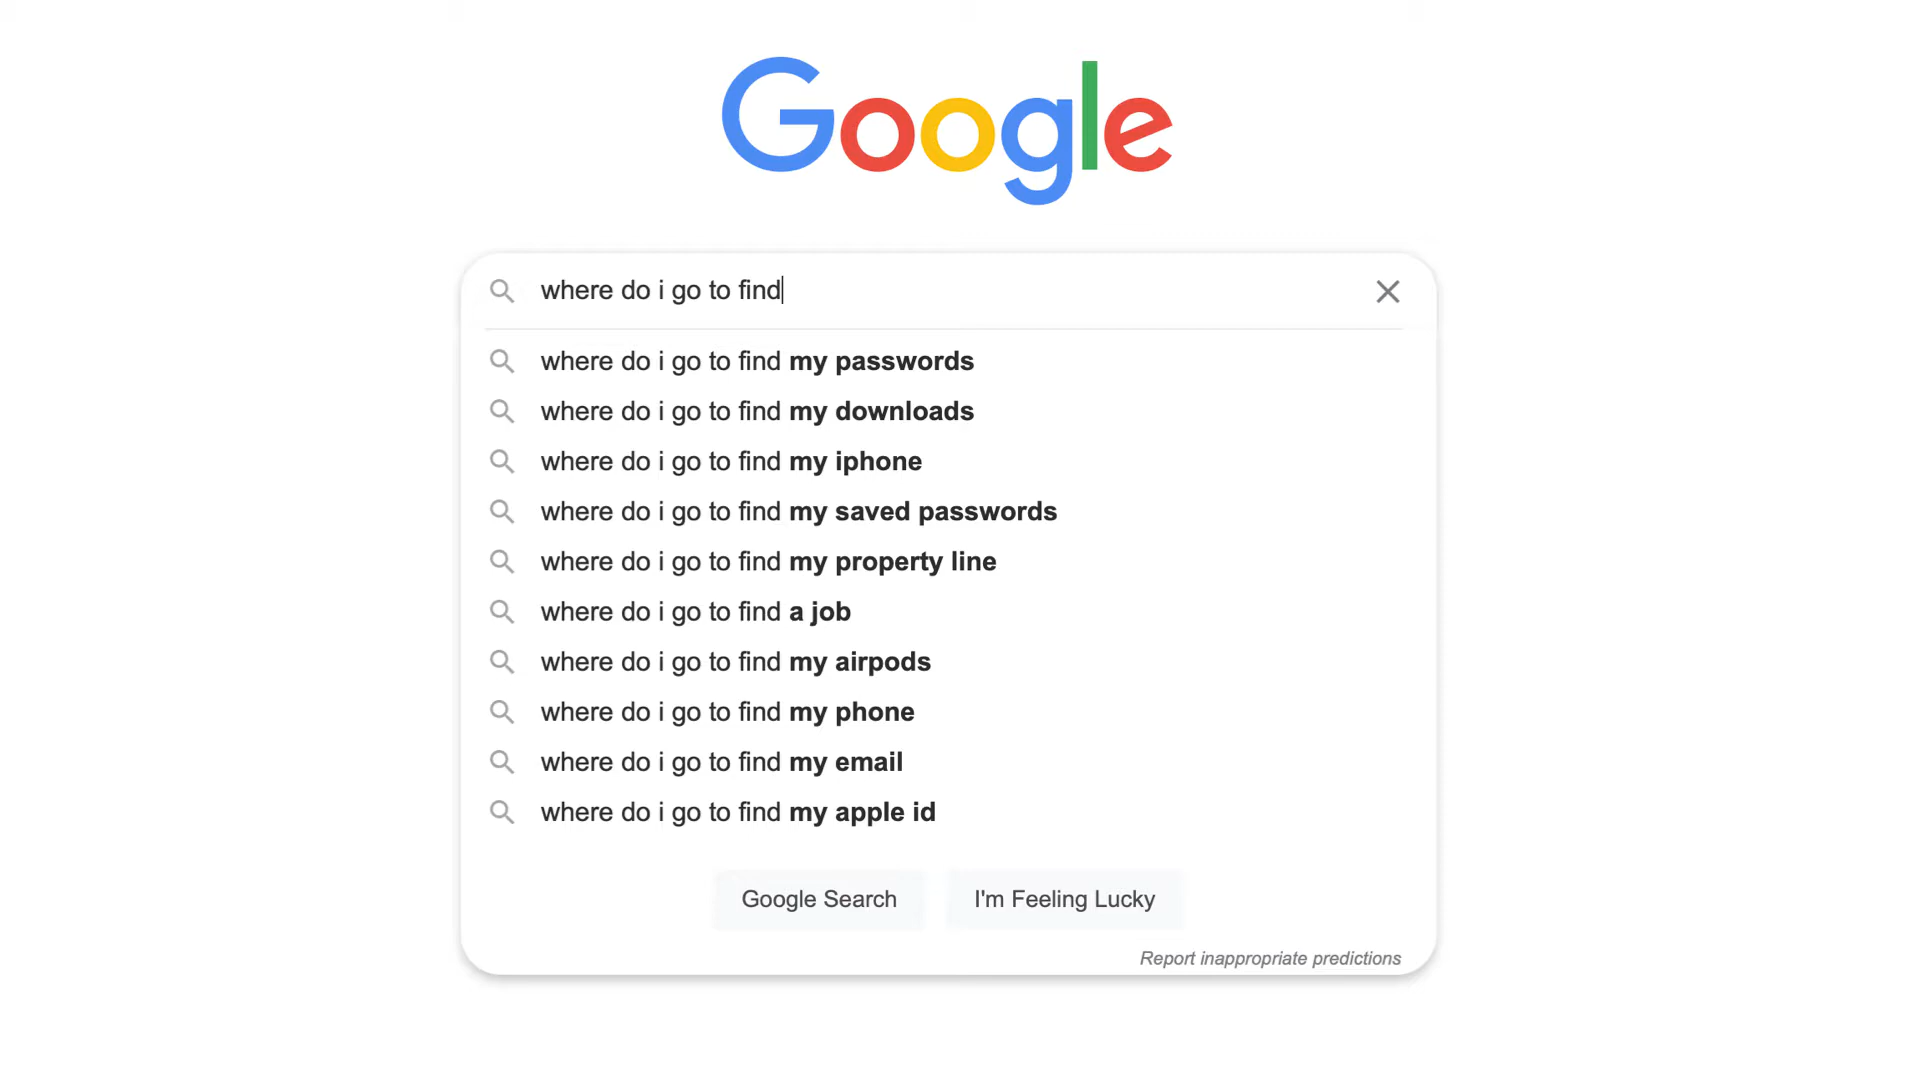 Google
where do i go to find
where do i go to find my passwords
where do i go to find my downloads
where do i go to find my iphone
where do i go to find my saved passwords
where do i go to find my property line
where do i go to find a job
where do i go to find my airpods
where do i go to find my phone
where do i go to find my email
where do i go to find my apple id
Google Search I'm Feeling Lucky
Report inappropriate predictions